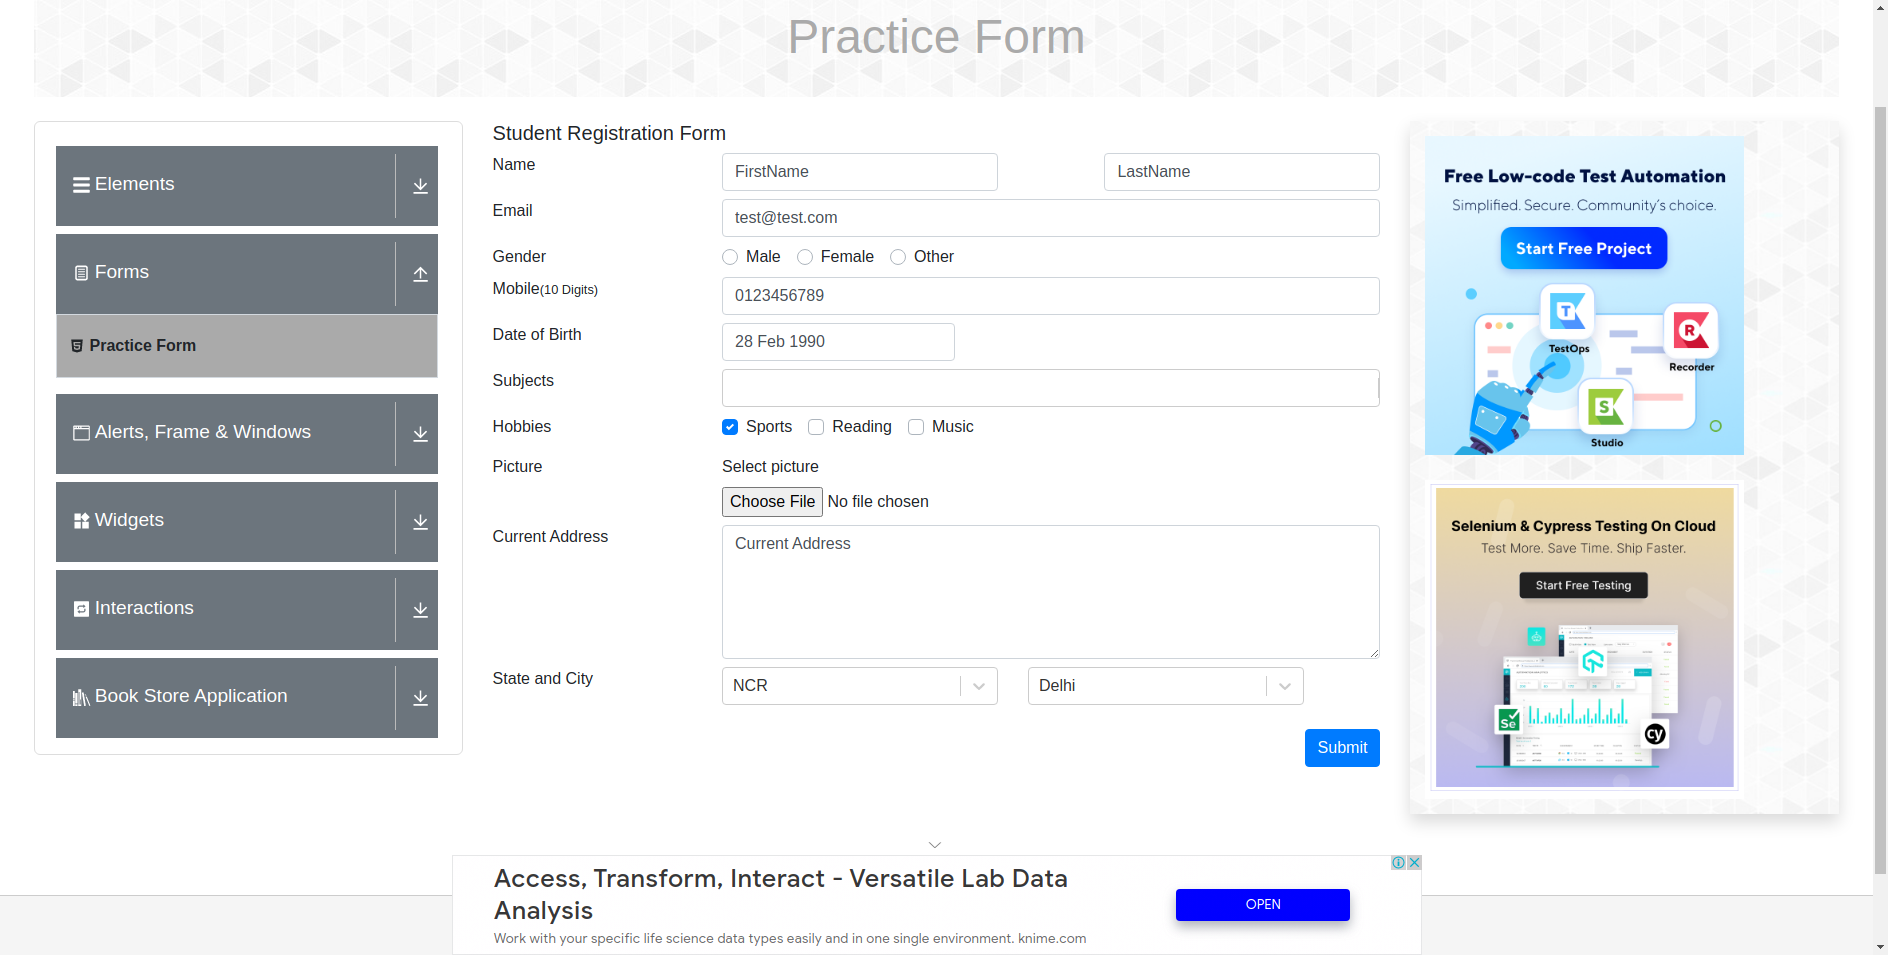 Practice Form
Elements
Forms
Practice Form
Alerts, Frame & Windows
Widgets
Interactions
Book Store Application
Student Registration Form
Name
FirstName
LastName
Email
test@test.com
Gender
Male
Female
Other
Mobile(10 Digits)
0123456789
Date of Birth
28 Feb 1990
Subjects
Hobbies
Sports
Reading
Music
Picture
Select picture
Choose File No file chosen
Current Address
Current Address
State and City
NCR
Delhi
Submit
Free Low-code Test Automation
Simplified. Secure. Community's choice.
Start Free Project
T
TestOps
R
Recorder
S
Studio
Selenium & Cypress Testing On Cloud
Test More. Save Time. Ship Faster.
Start Free Testing
Se
cy
Access, Transform, Interact - Versatile Lab Data
Analysis
Work with your specific life science data types easily and in one single environment. knime.com
OPEN